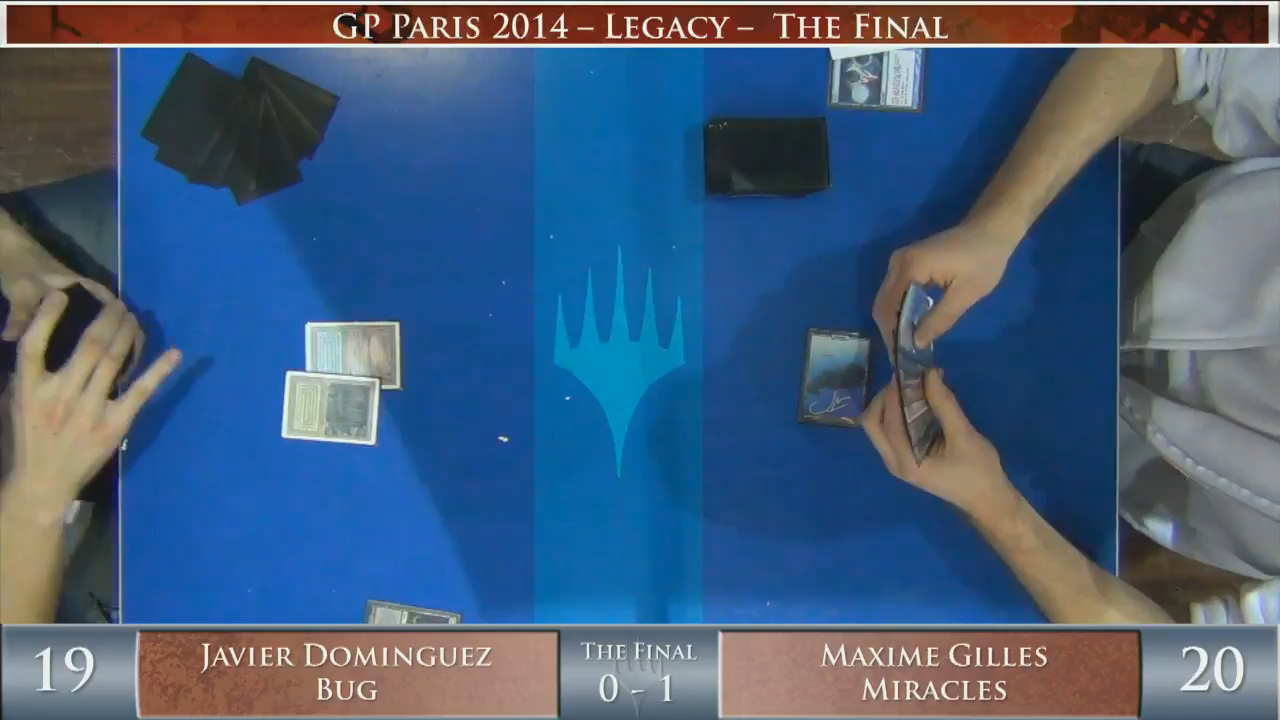 GP Paris 2014 – Legacy – The Final
19
Javier Dominguez
Bug
The Final
0 - 1
Maxime Gilles
Miracles
20